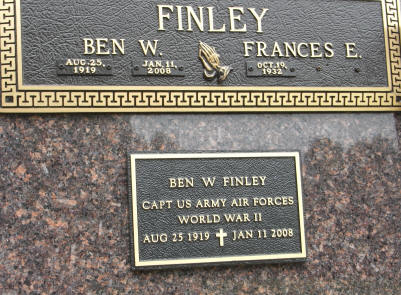 FINLEY
BEN W. FRANCES E.
AUG. 25, 1919 JAN. 11, 2008 OCT. 19, 1932
BEN W FINLEY
CAPT US ARMY AIR FORCES
WORLD WAR II
AUG 25 1919 JAN 11 2008